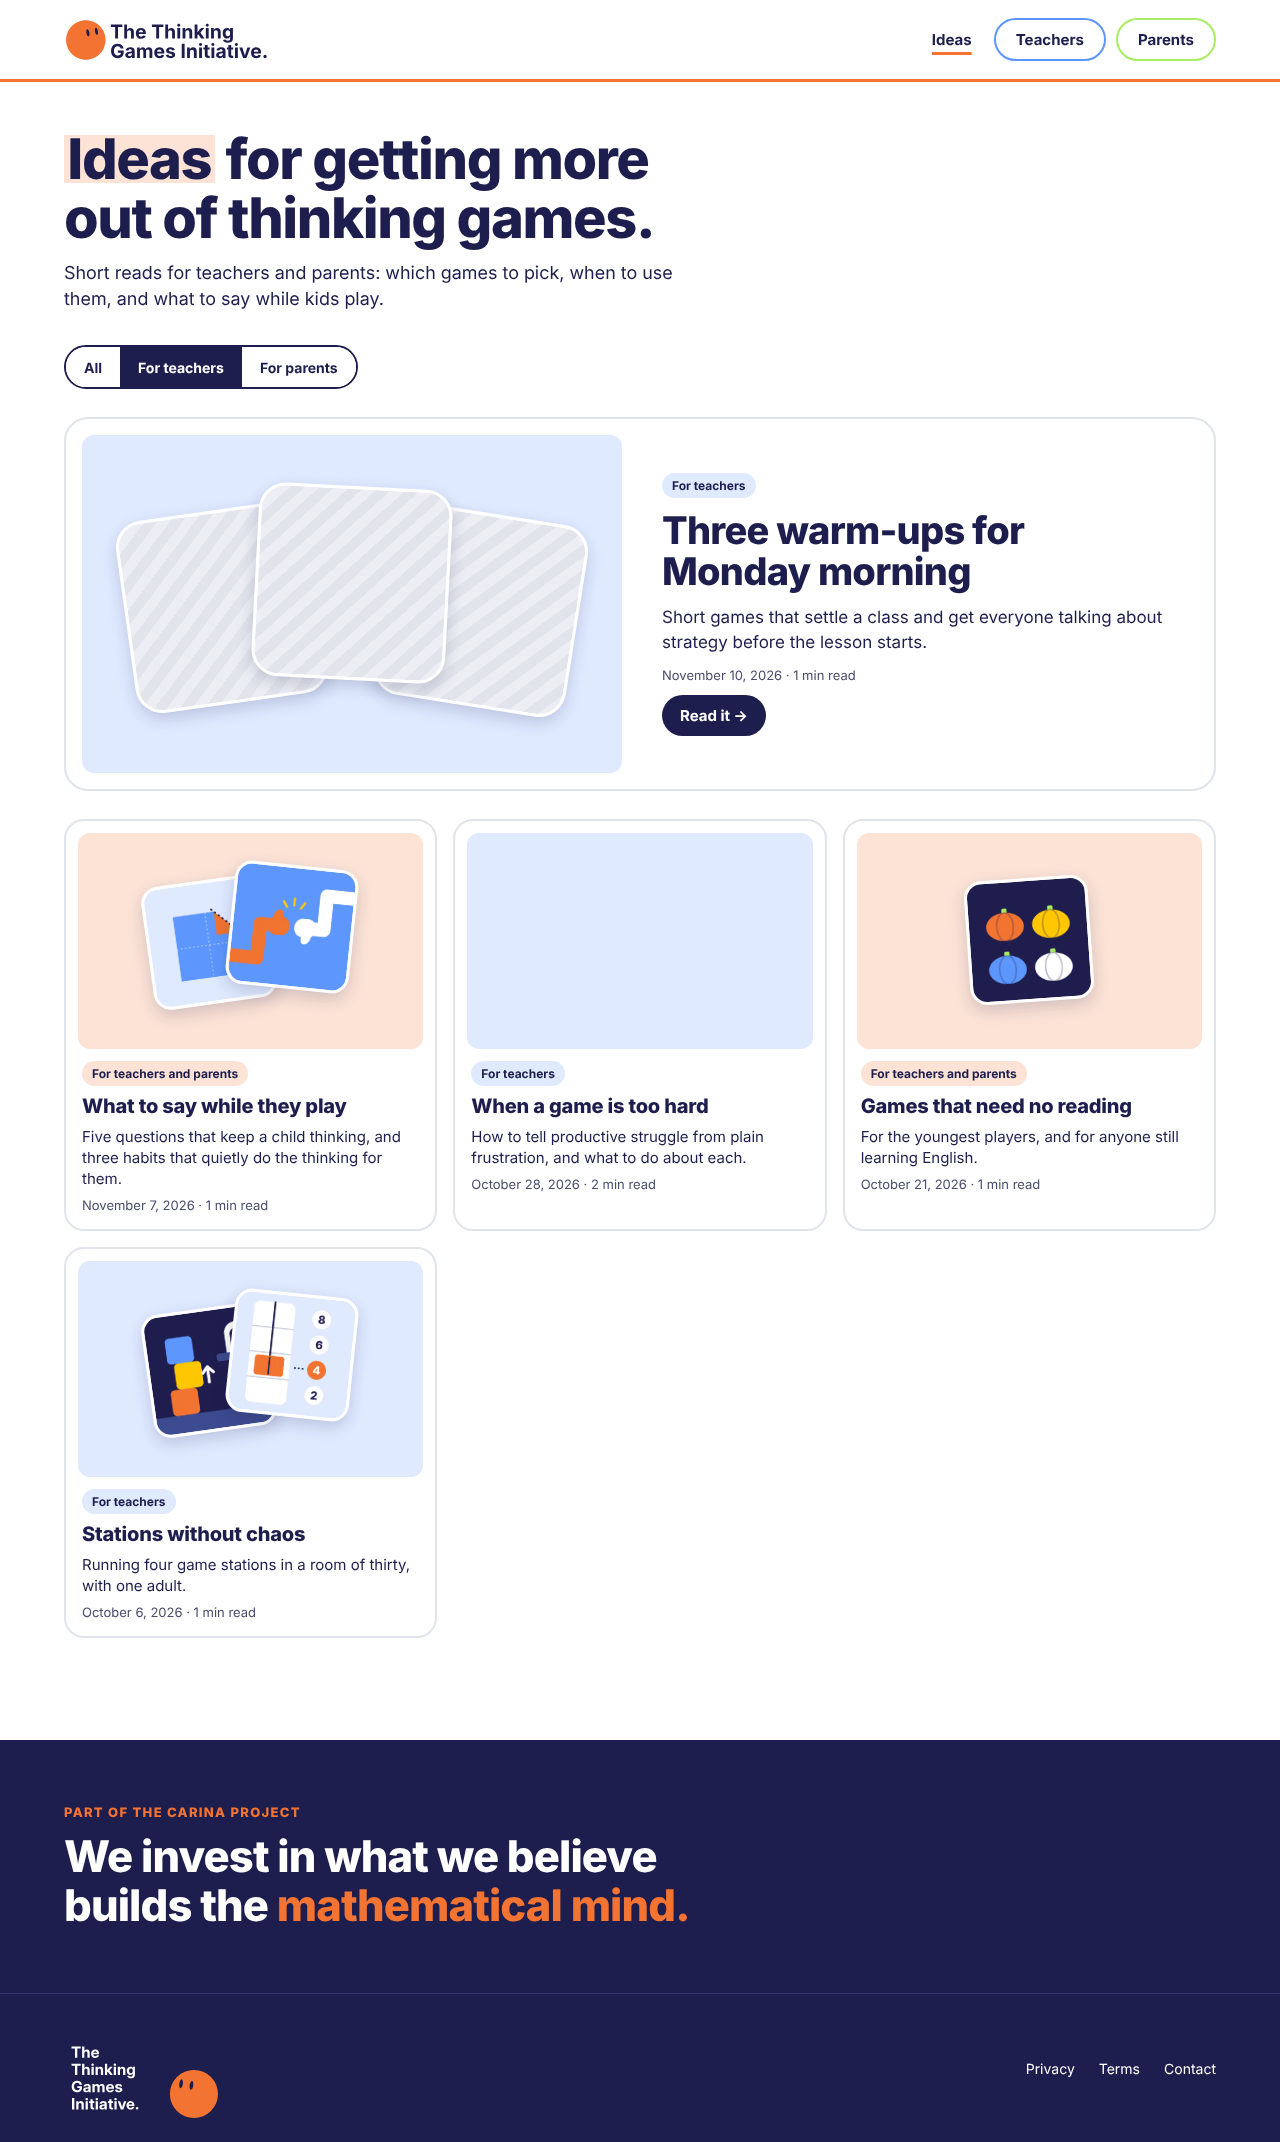 The Thinking
Games Initiative.
Ideas
Teachers
Parents
Ideas for getting more
out of thinking games.
Short reads for teachers and parents: which games to pick, when to use
them, and what to say while kids play.
All
For teachers
For parents
For teachers
Three warm-ups for
Monday morning
Short games that settle a class and get everyone talking about
strategy before the lesson starts.
November 10, 2026 · 1 min read
Read it →
For teachers and parents
What to say while they play
Five questions that keep a child thinking, and
three habits that quietly do the thinking for
them.
November 7, 2026 · 1 min read
For teachers
When a game is too hard
How to tell productive struggle from plain
frustration, and what to do about each.
October 28, 2026 · 2 min read
For teachers and parents
Games that need no reading
For the youngest players, and for anyone still
learning English.
October 21, 2026 · 1 min read
8
6
4
2
For teachers
Stations without chaos
Running four game stations in a room of thirty,
with one adult.
October 6, 2026 · 1 min read
PART OF THE CARINA PROJECT
We invest in what we believe
builds the mathematical mind.
The
Thinking
Games
Initiative.
Privacy
Terms
Contact